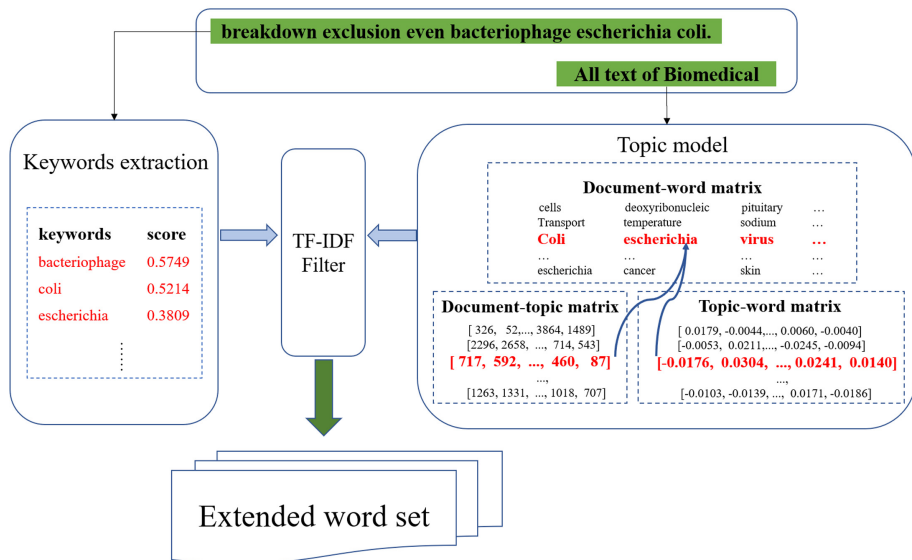 breakdown exclusion even bacteriophage escherichia coli.
All text of Biomedical
Keywords extraction
keywords score
bacteriophage 0.5749
coli 0.5214
escherichia 0.3809
......
TF-IDF
Filter
Topic model
Document-word matrix
cells deoxyribonucleic pituitary ...
Transport temperature sodium ...
Coli escherichia virus ...
... ... ... ...
escherichia cancer skin ...
Document-topic matrix
[ 326, 52,..., 3864, 1489]
[2296, 2658, ..., 714, 543]
[ 717, 592, ..., 460, 87]
...,
[1263, 1331, ..., 1018, 707]
Topic-word matrix
[ 0.0179, -0.0044,..., 0.0060, -0.0040]
[-0.0053, 0.0211,..., -0.0245, -0.0094]
[-0.0176, 0.0304, ..., 0.0241, 0.0140]
...,
[-0.0103, -0.0139, ..., 0.0171, -0.0186]
Extended word set